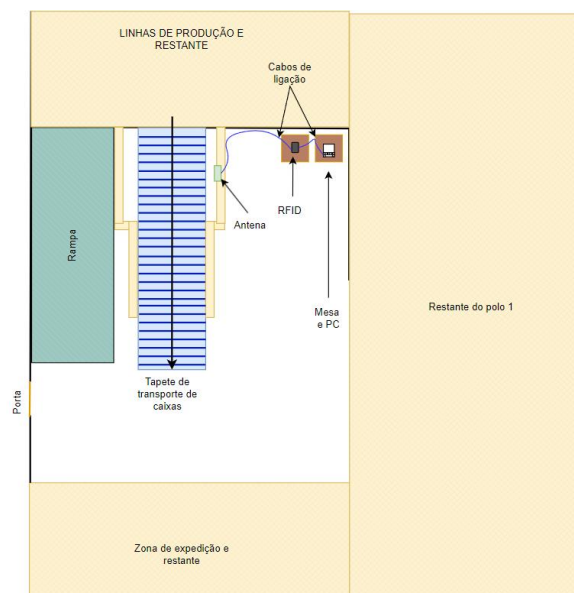 LINHAS DE PRODUÇÃO E
RESTANTE
Cabos de
ligação
Antena
RFID
Rampa
Mesa
e PC
Restante do polo 1
Tapete de
transporte de
caixas
Porta
Zona de expedição e
restante